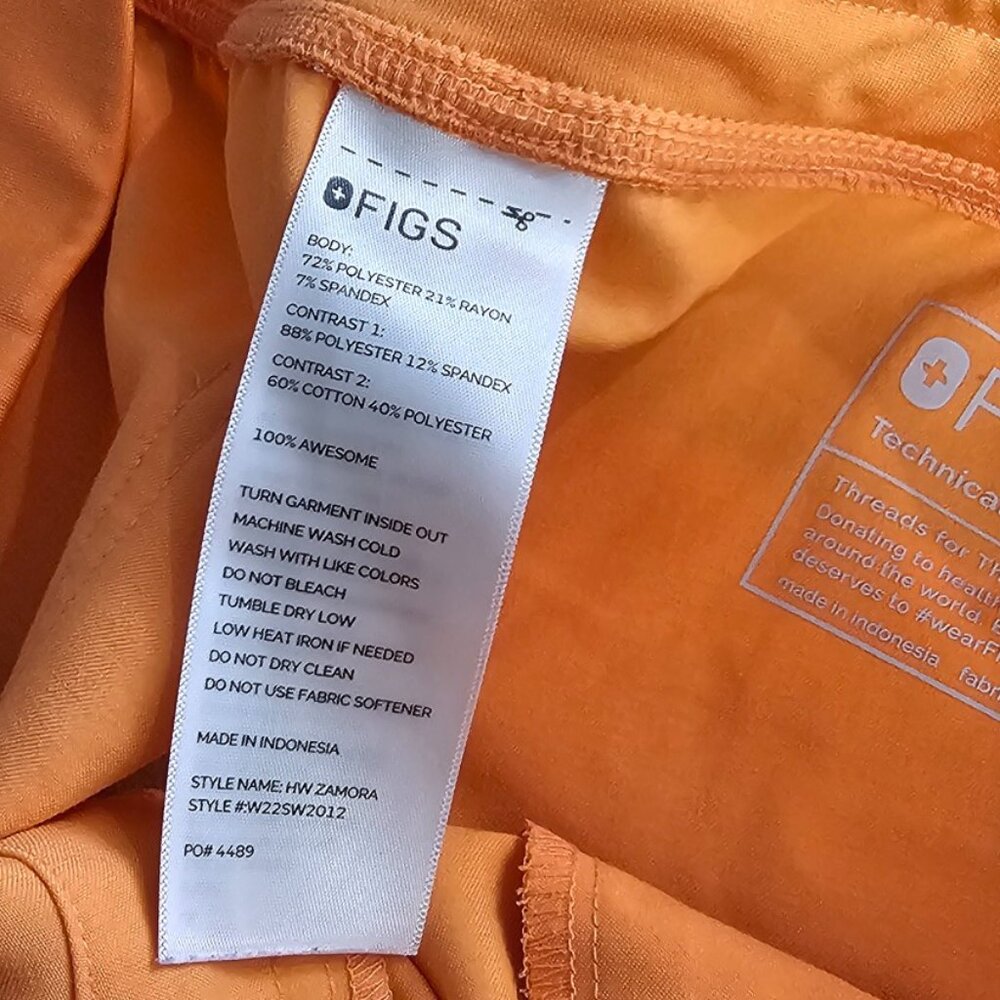 FIGS
BODY:
72% POLYESTER 21% RAYON
7% SPANDEX
CONTRAST 1:
88% POLYESTER 12% SPANDEX
CONTRAST 2:
60% COTTON 40% POLYESTER
100% AWESOME
TURN GARMENT INSIDE OUT
MACHINE WASH COLD
WASH WITH LIKE COLORS
DO NOT BLEACH
TUMBLE DRY LOW
LOW HEAT IRON IF NEEDED
DO NOT DRY CLEAN
DO NOT USE FABRIC SOFTENER
MADE IN INDONESIA
STYLE NAME: HW ZAMORA
STYLE #:W22SW2012
PO# 4489
F
Technica
Threads for Th
Donating to health
around the world.
deserves to #wearFI
made in indonesia fabri